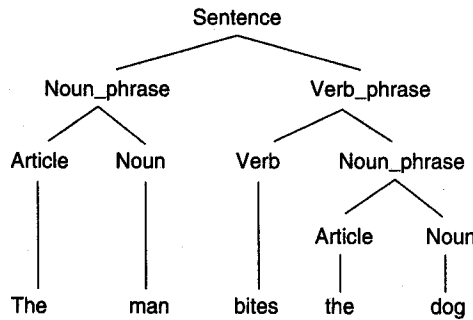 Sentence
Noun_phrase Verb_phrase
Article Noun Verb Noun_phrase
Article Noun
The man bites the dog